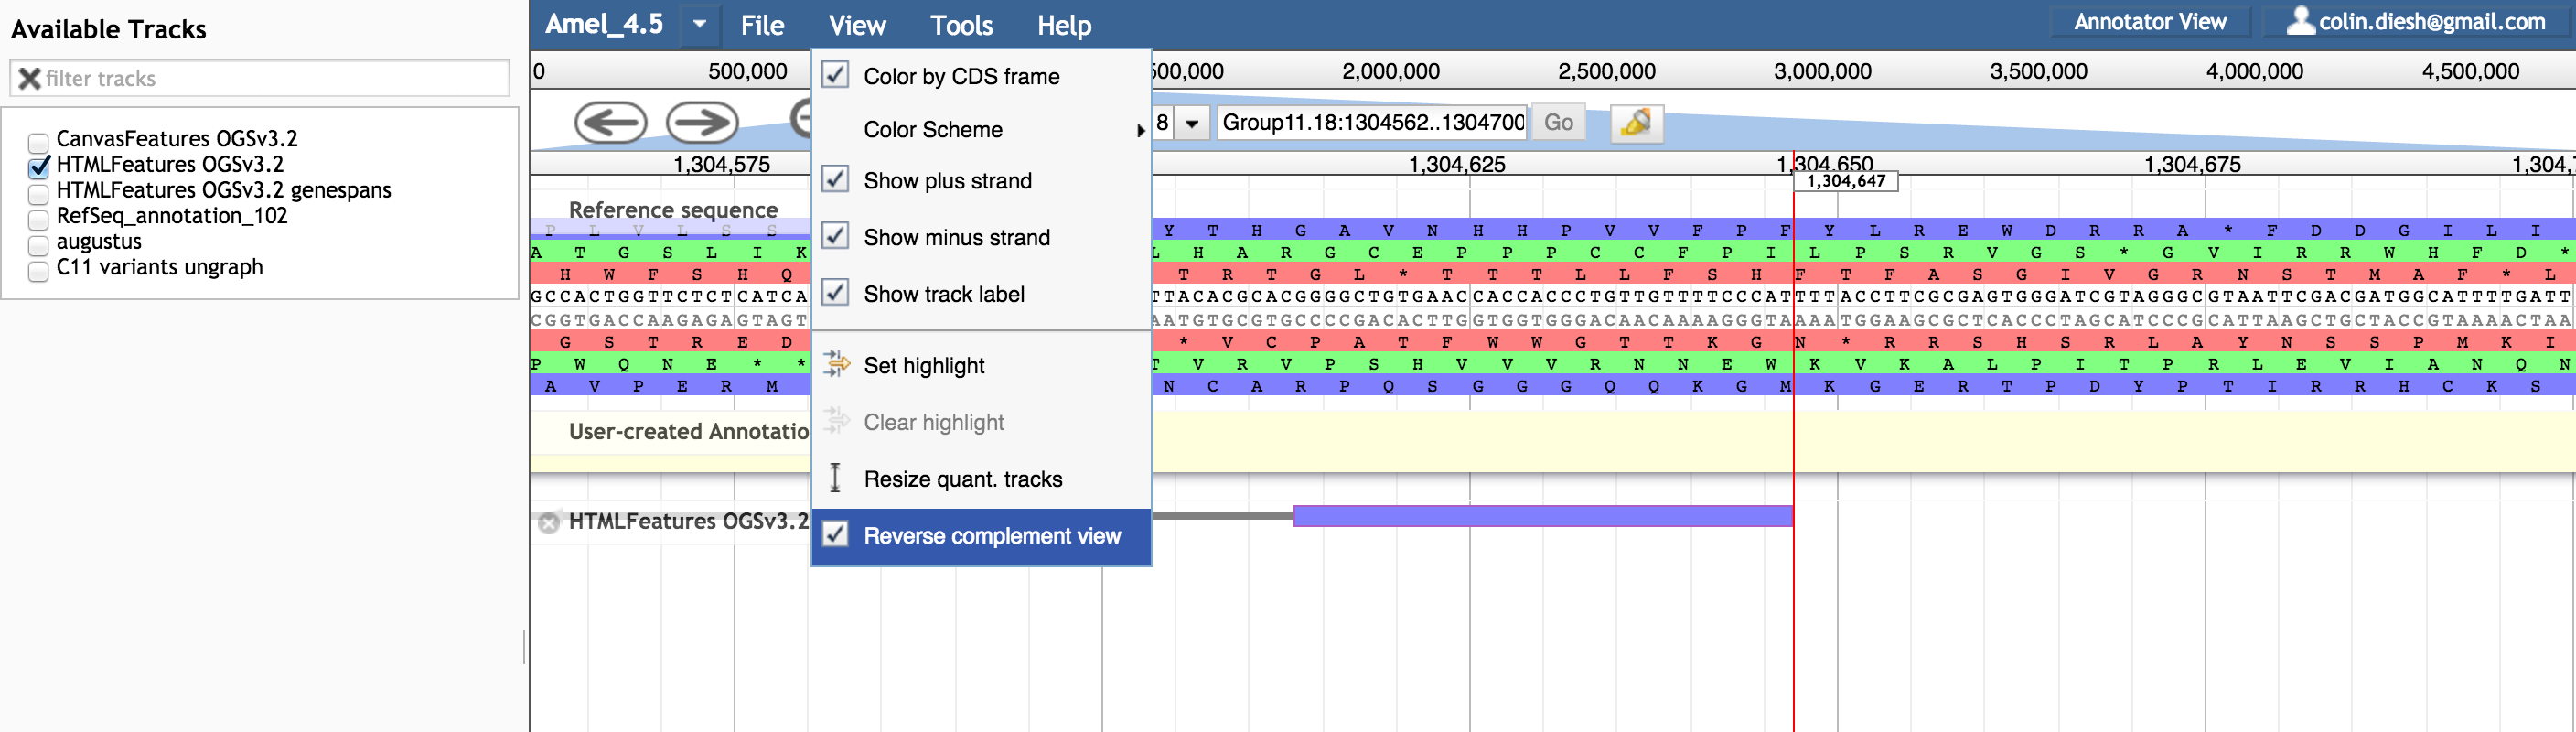 Available Tracks
filter tracks
CanvasFeatures OGSv3.2
HTMLFeatures OGSv3.2
HTMLFeatures OGSv3.2 genespans
RefSeq_annotation_102
augustus
C11 variants ungraph
Amel_4.5 File View Tools Help Annotator View colin.diesh@gmail.com
0 500,000 500,000 2,000,000 2,500,000 3,000,000 3,500,000 4,000,000 4,500,000
8 Group11.18:1304562..1304700 Go
1,304,575 1,304,625 1,304,650 1,304,675 1,304,7
1,304,647
Color by CDS frame
Color Scheme
Show plus strand
Show minus strand
Show track label
Set highlight
Clear highlight
Resize quant. tracks
Reverse complement view
Reference sequence
P L V L S S Y T H G A V N H H P V V F P F Y L R E W D R R A * F D D G I L I
A T G S L I K L H A R G C E P P P C C F P I L P S R V G S * G V I R R W H F D *
H W F S H Q T R T G L * T T T L L F S H F T F A S G I V G R N S T M A F * L
GCCACTGGTTCTCTCATCA TTACACGCACGGGGCTGTGAACCACCACCCTGTTGTTTTCCCATTTTACCTTCGCGAGTGGGATCGTAGGGCGTAATTCGACGATGGCATTTTGATT
CGGTGACCAAGAGAGTAGT AATGTGCGTGCCCCGACACTTGGTGGTGGGACAACAAAAGGGTAAAATGGAAGCGCTCACCCTAGCATCCCGCATTAAGCTGCTACCGTAAAACTAA
G S T R E D * V C P A T F W W G T T K G N * R R S H S R L A Y N S S P M K I
P W Q N E * * T V R V P S H V V V R N N E W K V K A L P I T P R L E V I A N Q N
A V P E R M N C A R P Q S G G G Q Q K G M K G E R T P D Y P T I R R H C K S
User-created Annotatio
HTMLFeatures OGSv3.2